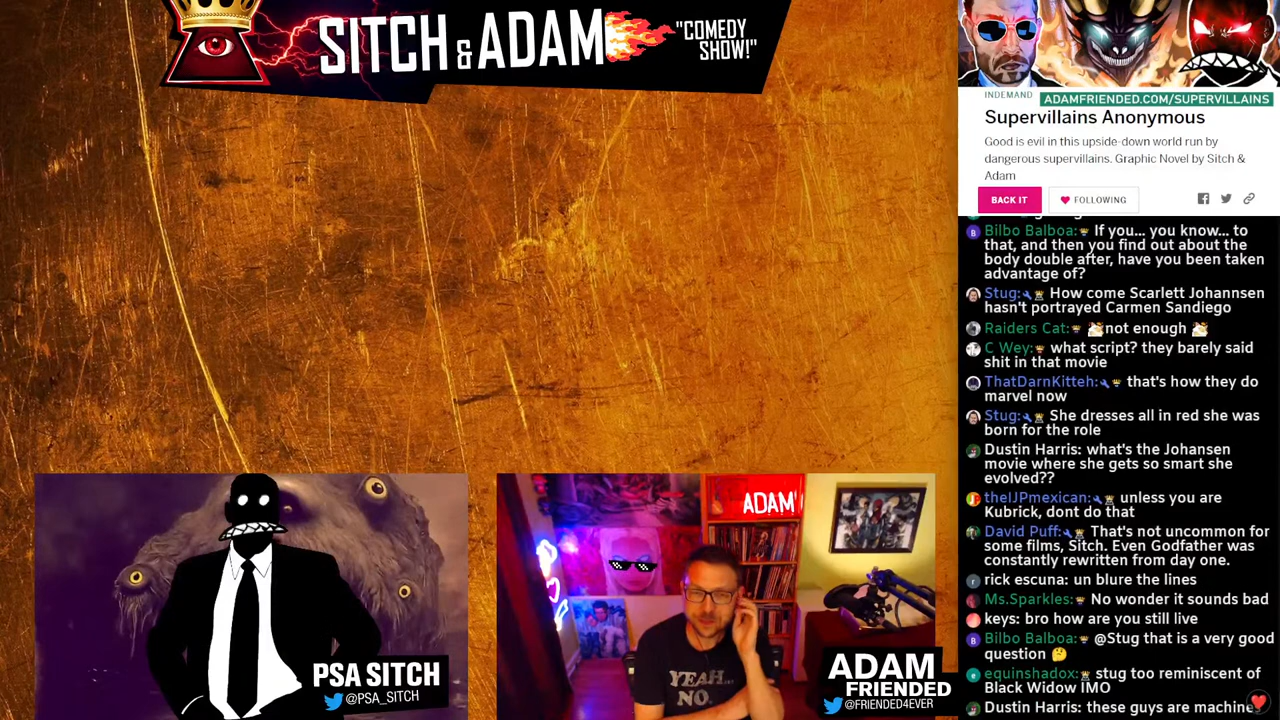 SITCH & ADAM
"COMEDY
SHOW!"
INDEMAND
ADAMFRIENDED.COM/SUPERVILLAINS
Supervillains Anonymous
Good is evil in this upside-down world run by
dangerous supervillains. Graphic Novel by Sitch &
Adam
BACK IT
FOLLOWING
Bilbo Balboa: If you... you know... to
that, and then you find out about the
body double after, have you been taken
advantage of?
Stug: How come Scarlett Johannsen
hasn't portrayed Carmen Sandiego
Raiders Cat: not enough
C Wey: what script? they barely said
shit in that movie
ThatDarnKitteh: that's how they do
marvel now
Stug: She dresses all in red she was
born for the role
Dustin Harris: what's the Johansen
movie where she gets so smart she
evolved??
theIJPmexican: unless you are
Kubrick, dont do that
David Puff: That's not uncommon for
some films, Sitch. Even Godfather was
constantly rewritten from day one.
rick escuna: un blure the lines
Ms.Sparkles: No wonder it sounds bad
keys: bro how are you still live
Bilbo Balboa: @Stug that is a very good
question
equinshadox: stug too reminiscent of
Black Widow IMO
Dustin Harris: these guys are machine
ADAM
YEAH...
NO.
PSA SITCH
@PSA_SITCH
ADAM
FRIENDED
@FRIENDED4EVER